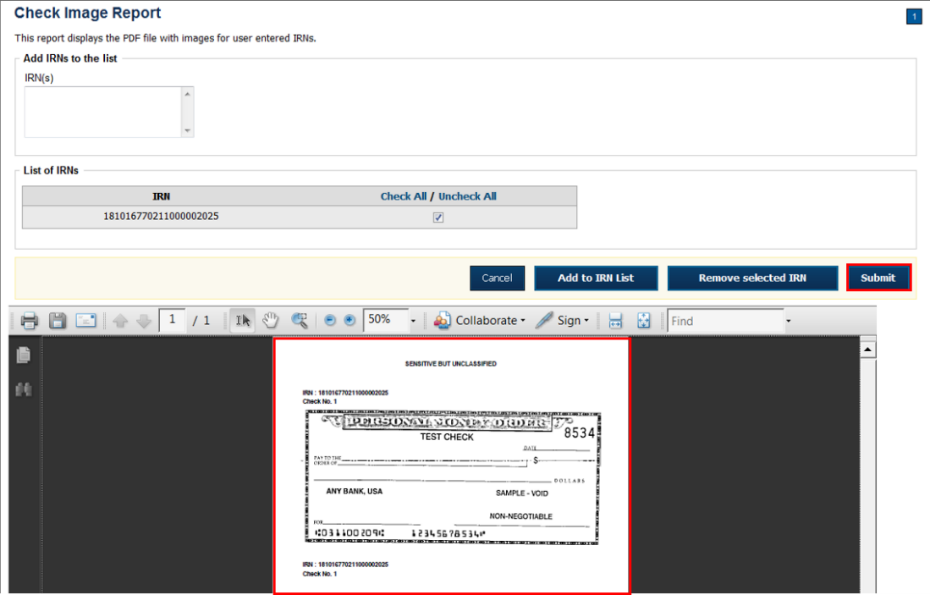 Check Image Report
1
This report displays the PDF file with images for user entered IRNs.
Add IRNs to the list
IRN(s)
List of IRNs
IRN Check All / Uncheck All
181016770211000002025
Cancel Add to IRN List Remove selected IRN Submit
1 / 1 50% Collaborate Sign Find
SENSITIVE BUT UNCLASSIFIED
IRN : 181016770211000002025
Check No. 1
PERSONAL MONEY ORDER
TEST CHECK 8534
DATE
PAY TO THE
ORDER OF $
DOLLARS
ANY BANK, USA SAMPLE - VOID
NON-NEGOTIABLE
FOR
⑆031100209⑆ 12345678534⑈
IRN : 181016770211000002025
Check No. 1